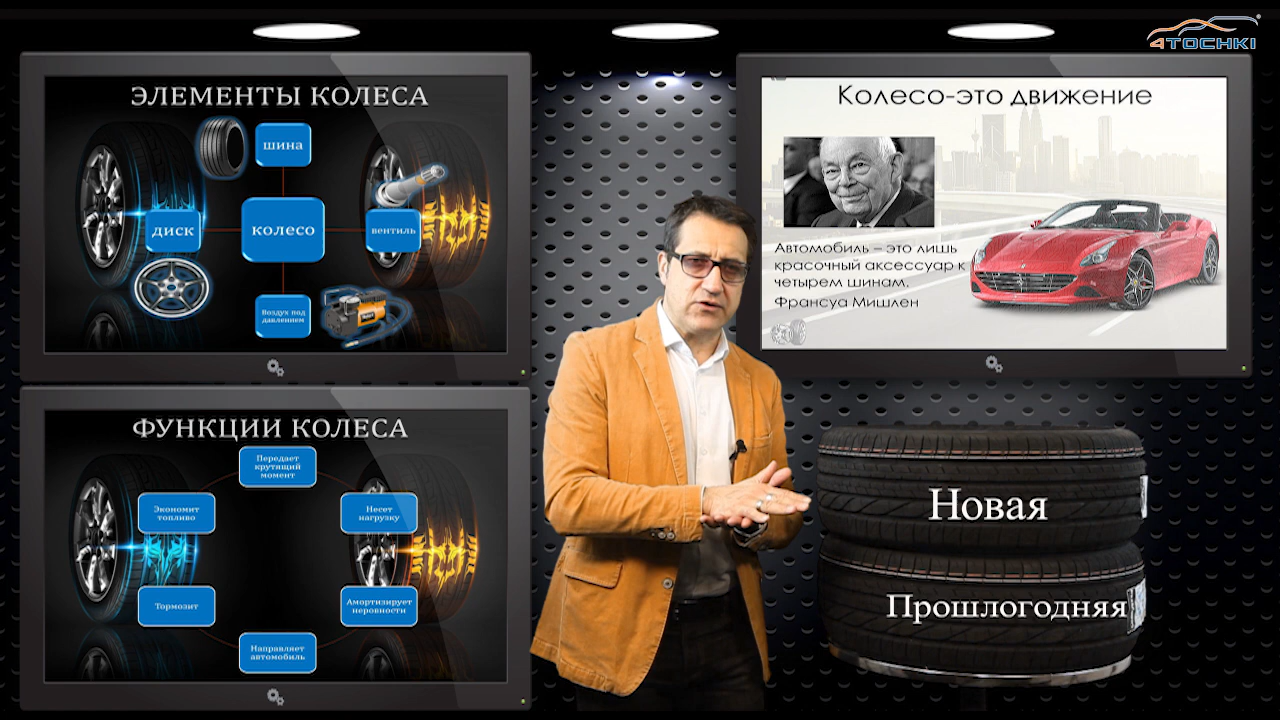 4TOCHKI
ЭЛЕМЕНТЫ КОЛЕСА
шина
диск
колесо
вентиль
Воздух под
давлением
Колесо-это движение
Автомобиль – это лишь
красочный аксессуар к
четырем шинам.
Франсуа Мишлен
ФУНКЦИИ КОЛЕСА
Передает
крутящий
момент
Экономит
топливо
Несет
нагрузку
Тормозит
Амортизирует
неровности
Направляет
автомобиль
Новая
Прошлогодняя